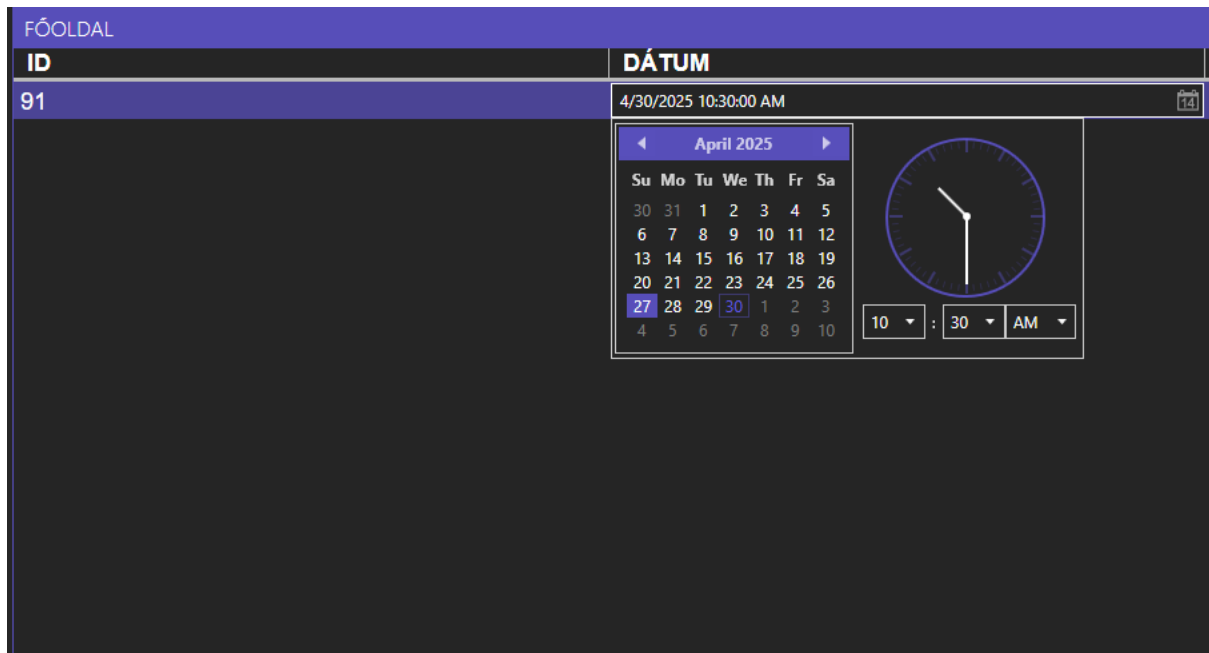 FŐOLDAL
ID DÁTUM
91 4/30/2025 10:30:00 AM 14
April 2025
Su Mo Tu We Th Fr Sa
30 31 1 2 3 4 5
6 7 8 9 10 11 12
13 14 15 16 17 18 19
20 21 22 23 24 25 26
27 28 29 30 1 2 3
4 5 6 7 8 9 10
10 : 30 AM